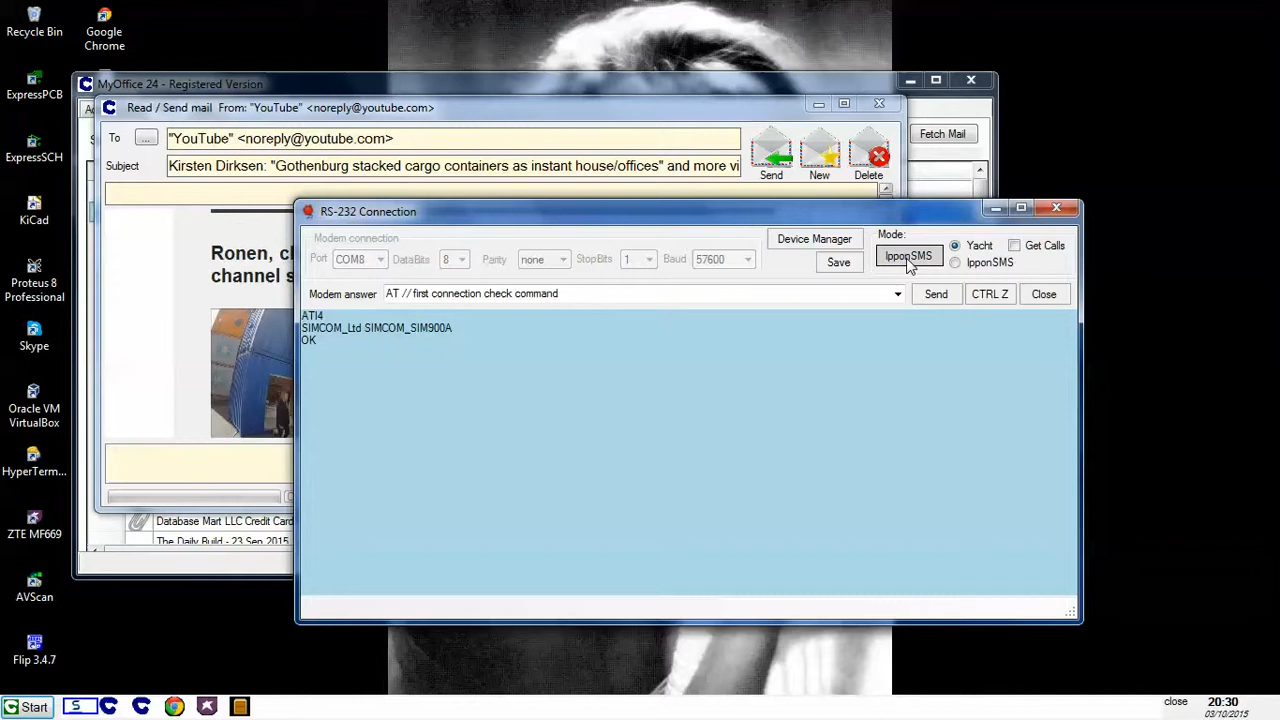 Recycle Bin
Google
Chrome
ExpressPCB
ExpressSCH
KiCad
Proteus 8
Professional
Skype
Oracle VM
VirtualBox
HyperTerm...
ZTE MF669
AVScan
Flip 3.4.7
MyOffice 24 - Registered Version
Fetch Mail
Read / Send mail From: "YouTube" <noreply@youtube.com>
To
...
"YouTube" <noreply@youtube.com>
Subject
Kirsten Dirksen: "Gothenburg stacked cargo containers as instant house/offices" and more vi
Send
New
Delete
Ronen, c
channel s
Database Mart LLC Credit Card
The Daily Build - 23 Sep 2015
RS-232 Connection
Modem connection
Port
COM8
DataBits
8
Parity
none
StopBits
1
Baud
57600
Device Manager
Save
Mode:
IpponSMS
Yacht
IpponSMS
Get Calls
Modem answer
AT // first connection check command
Send
CTRL Z
Close
ATI4
SIMCOM_Ltd SIMCOM_SIM900A
OK
Start
close
20:30
03/10/2015